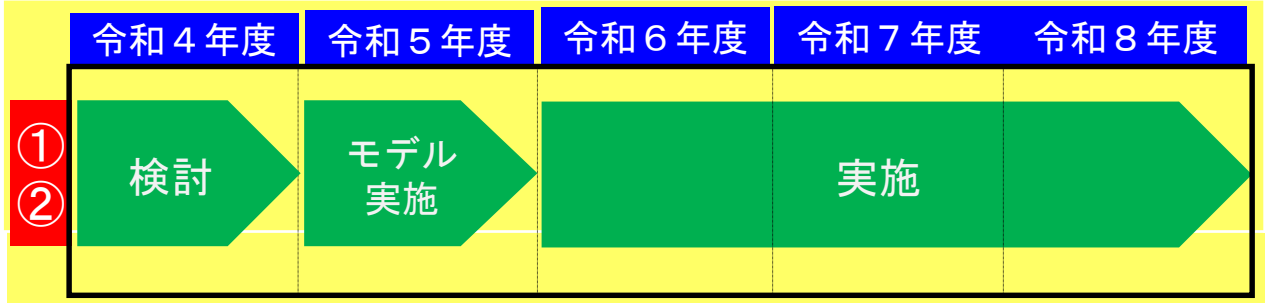 令和４年度
令和５年度
令和６年度
令和７年度
令和８年度
①
②
検討
モデル
実施
実施